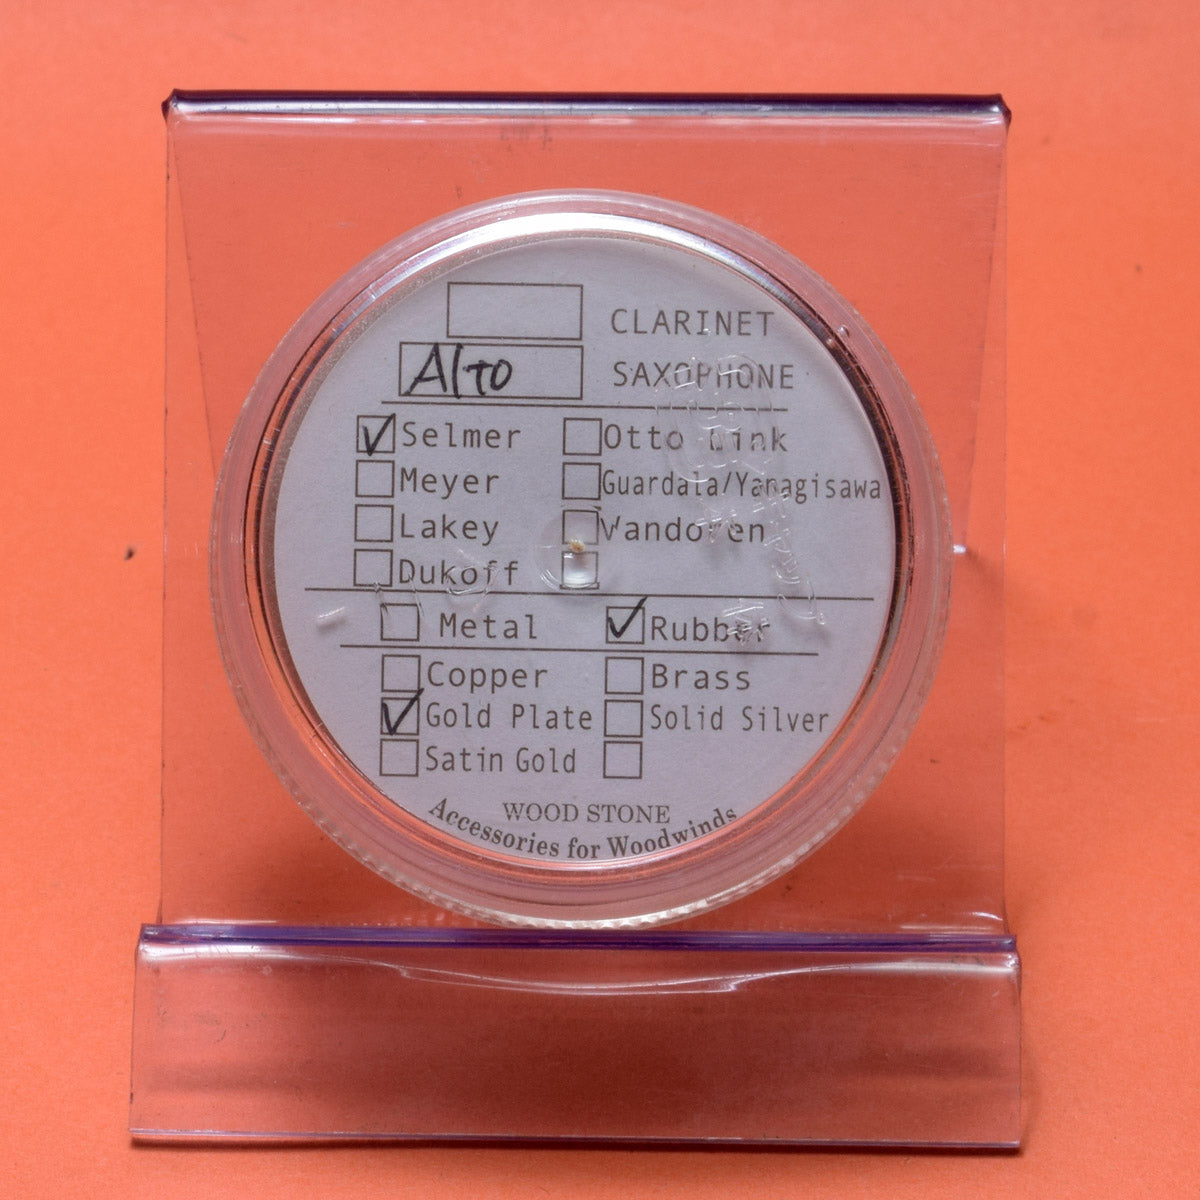 CLARINET
Alto SAXOPHONE
Selmer Otto Link
Meyer Guardala/Yanagisawa
Lakey Vandoren
Dukoff
Metal Rubber
Copper Brass
Gold Plate Solid Silver
Satin Gold
WOOD STONE
Accessories for Woodwinds